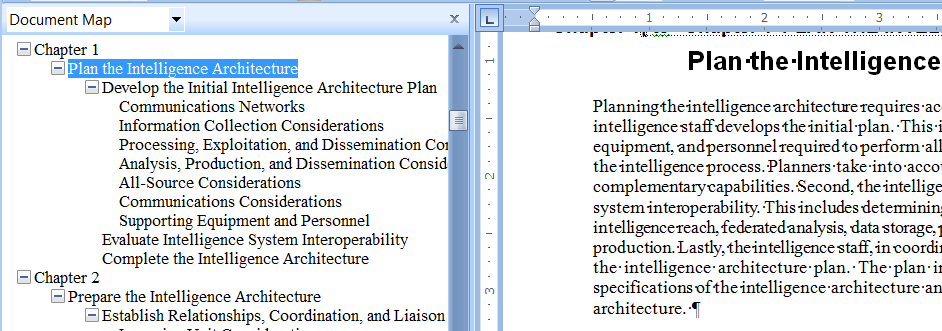 Document Map
Chapter 1
Plan the Intelligence Architecture
Develop the Initial Intelligence Architecture Plan
Communications Networks
Information Collection Considerations
Processing, Exploitation, and Dissemination Con
Analysis, Production, and Dissemination Consid
All-Source Considerations
Communications Considerations
Supporting Equipment and Personnel
Evaluate Intelligence System Interoperability
Complete the Intelligence Architecture
Chapter 2
Prepare the Intelligence Architecture
Establish Relationships, Coordination, and Liaison
L
1 2 3
1
2
3
Plan·the·Intelligence
Planning the intelligence architecture requires ac
intelligence staff develops the initial plan. This i
equipment, and personnel required to perform all
the intelligence process. Planners take into accou
complementary capabilities. Second, the intellige
system interoperability. This includes determining
intelligence reach, federated analysis, data storage, p
production. Lastly, the intelligence staff, in coordin
the intelligence architecture plan. The plan i
specifications of the intelligence architecture an
architecture. ¶